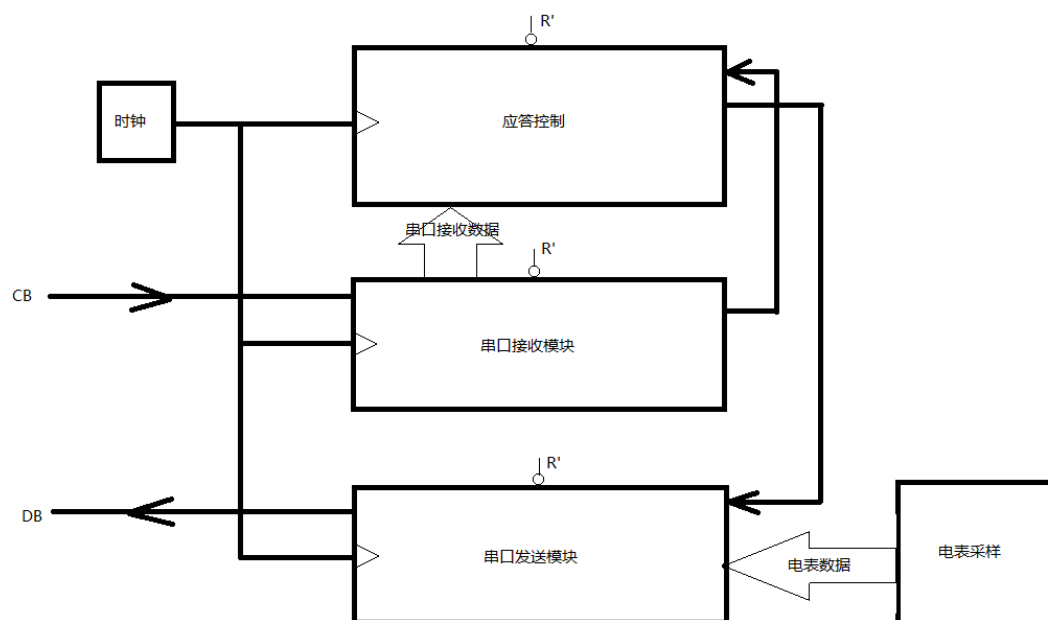 R'
时钟
应答控制
串口接收数据
R'
CB
串口接收模块
R'
DB
串口发送模块
电表数据
电表采样